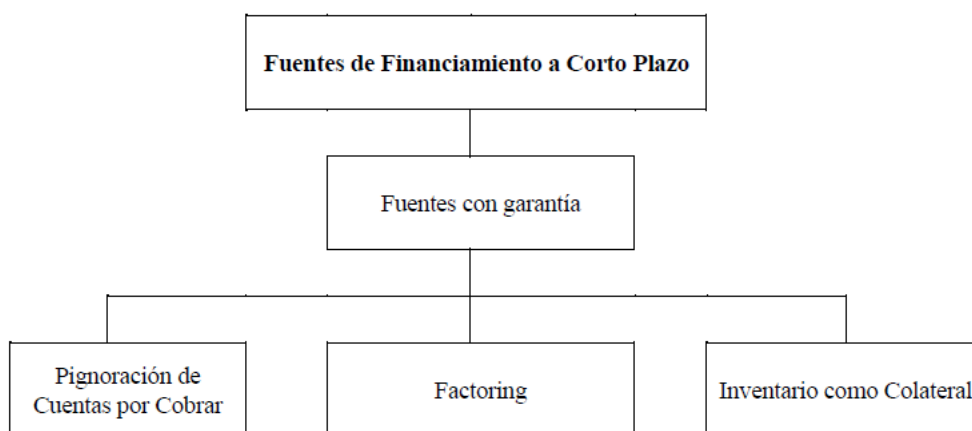 Fuentes de Financiamiento a Corto Plazo
Fuentes con garantía
Pignoración de
Cuentas por Cobrar
Factoring
Inventario como Colateral